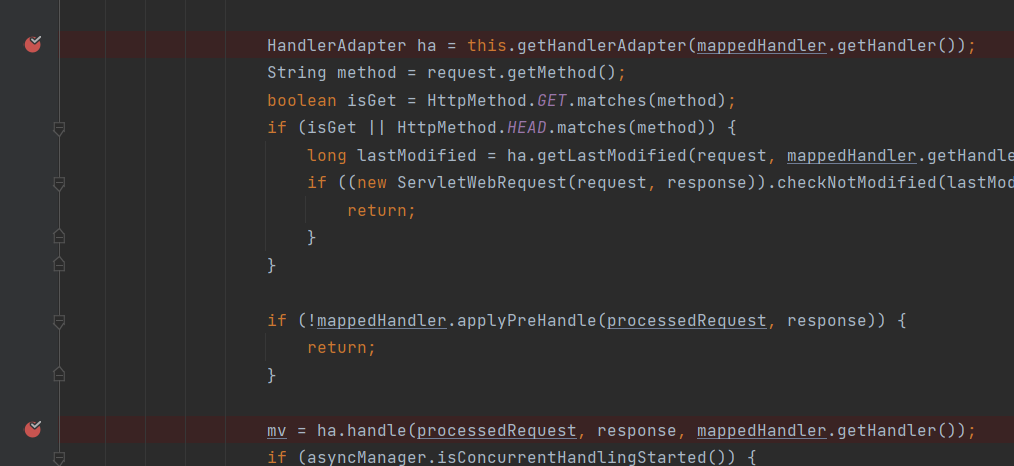 HandlerAdapter ha = this.getHandlerAdapter(mappedHandler.getHandler());
String method = request.getMethod();
boolean isGet = HttpMethod.GET.matches(method);
if (isGet || HttpMethod.HEAD.matches(method)) {
long lastModified = ha.getLastModified(request, mappedHandler.getHandle
if ((new ServletWebRequest(request, response)).checkNotModified(lastMod
return;
}
}
if (!mappedHandler.applyPreHandle(processedRequest, response)) {
return;
}
mv = ha.handle(processedRequest, response, mappedHandler.getHandler());
if (asyncManager.isConcurrentHandlingStarted()) {